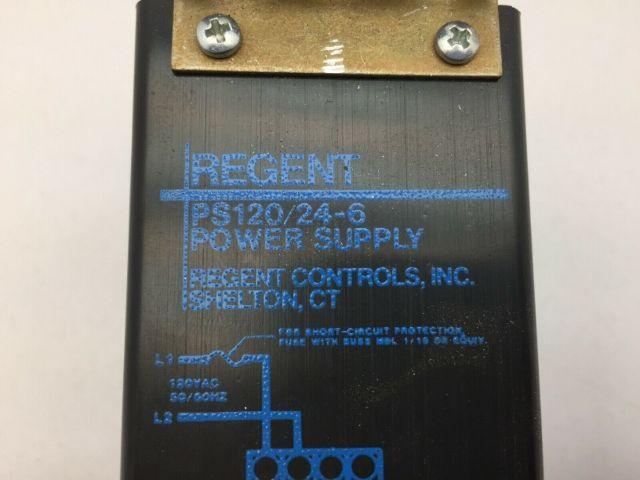 REGENT
PS120/24-6
POWER SUPPLY
REGENT CONTROLS, INC.
SHELTON, CT
FOR SHORT-CIRCUIT PROTECTION,
FUSE WITH BUSS MDL 1/16 OR EQUIV.
L1
120VAC
50/60HZ
L2